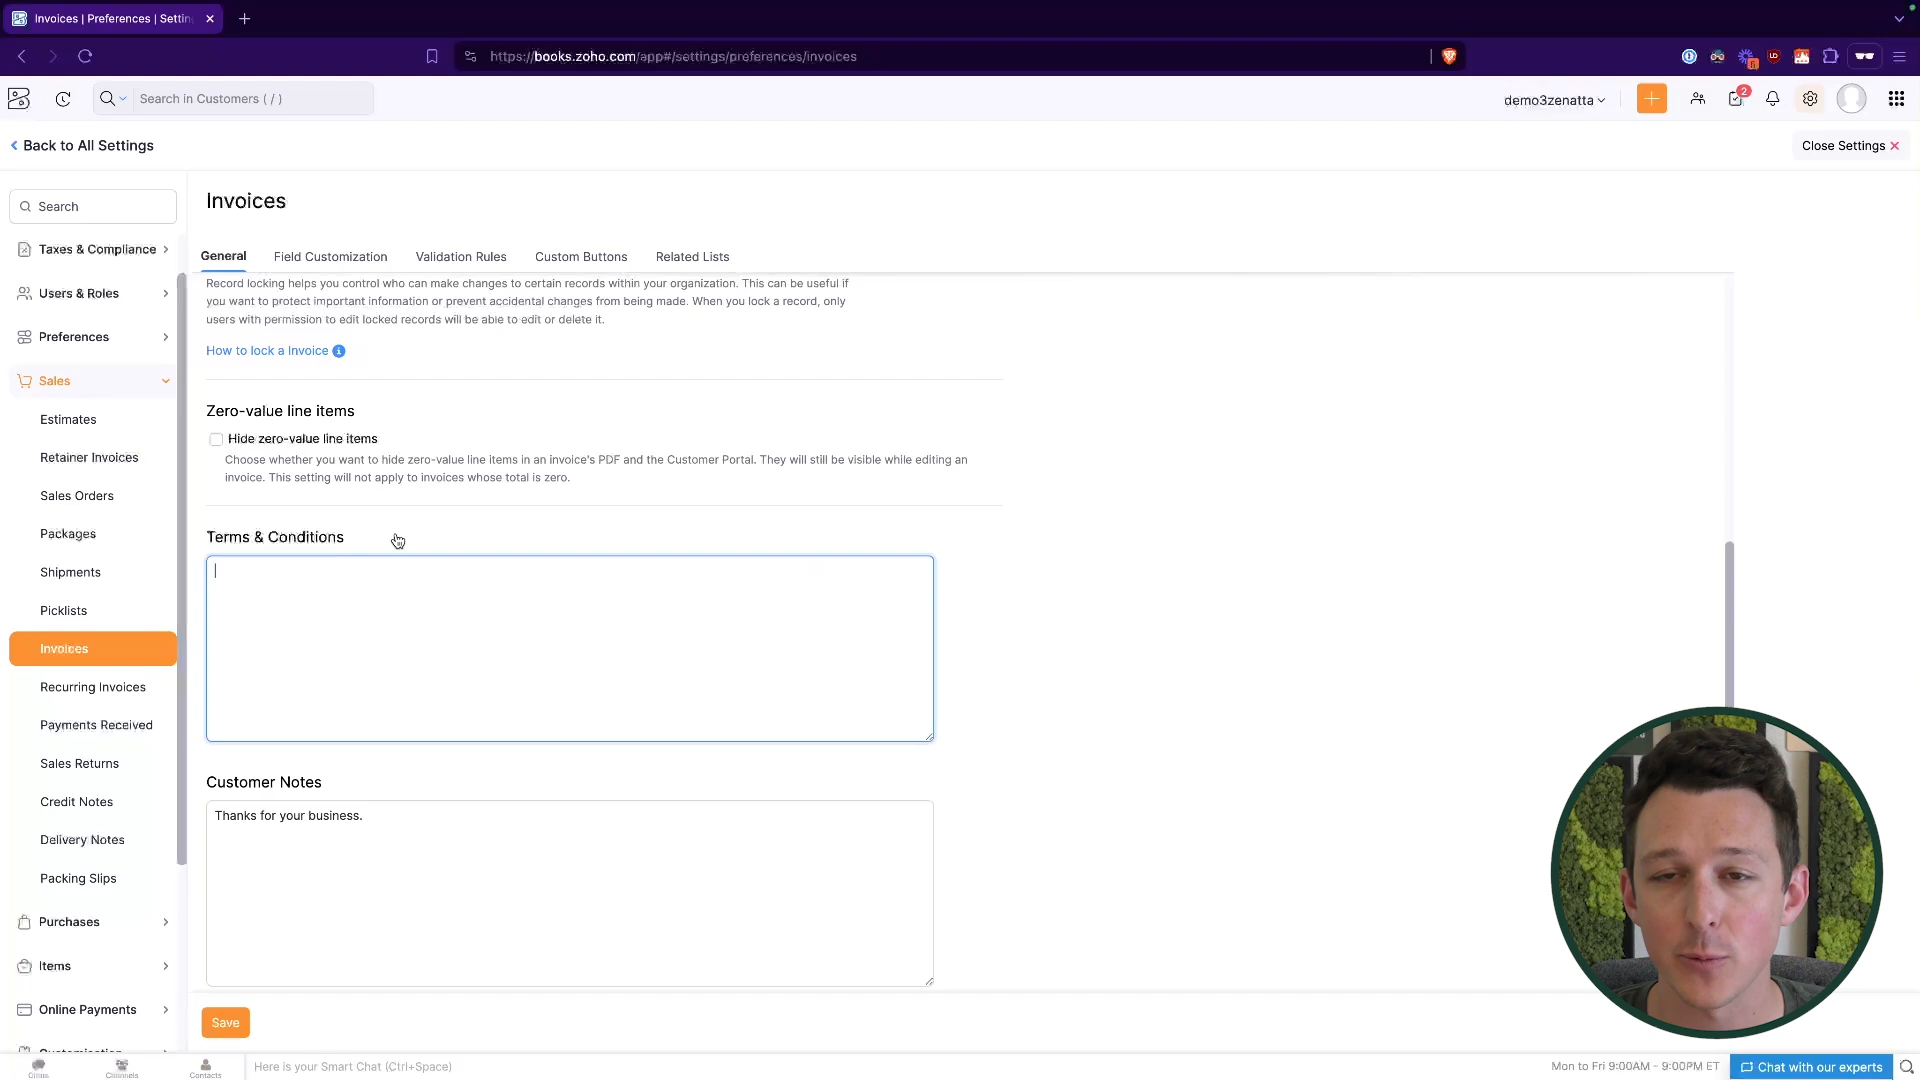 Invoices | Preferences | Settin
https://books.zoho.com/app#/settings/preferences/invoices
Search in Customers ( / )
demo3zenatta
2
Back to All Settings
Close Settings
Search
Taxes & Compliance
Users & Roles
Preferences
Sales
Estimates
Retainer Invoices
Sales Orders
Packages
Shipments
Picklists
Invoices
Recurring Invoices
Payments Received
Sales Returns
Credit Notes
Delivery Notes
Packing Slips
Purchases
Items
Online Payments
Invoices
General
Field Customization
Validation Rules
Custom Buttons
Related Lists
Record locking helps you control who can make changes to certain records within your organization. This can be useful if
you want to protect important information or prevent accidental changes from being made. When you lock a record, only
users with permission to edit locked records will be able to edit or delete it.
How to lock a Invoice
Zero-value line items
Hide zero-value line items
Choose whether you want to hide zero-value line items in an invoice's PDF and the Customer Portal. They will still be visible while editing an
invoice. This setting will not apply to invoices whose total is zero.
Terms & Conditions
Customer Notes
Thanks for your business.
Save
Channels
Contacts
Here is your Smart Chat (Ctrl+Space)
Mon to Fri 9:00AM - 9:00PM ET
Chat with our experts